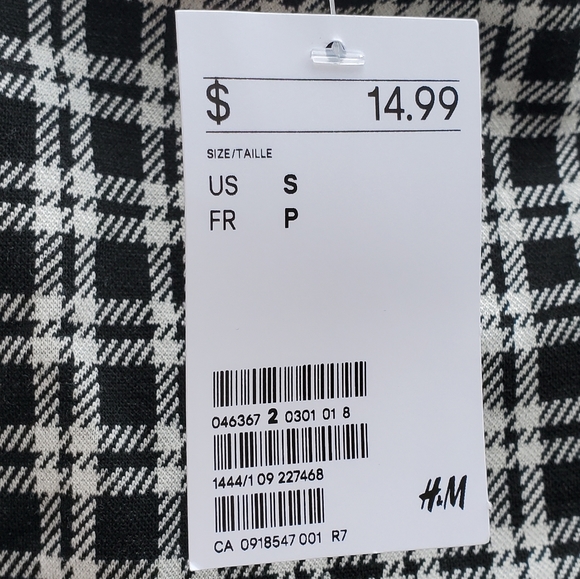 $ 14.99
SIZE/TAILLE
US S
FR P
046367 2 0301 01 8
1444/1 09 227468
H&M
CA 0918547 001 R7